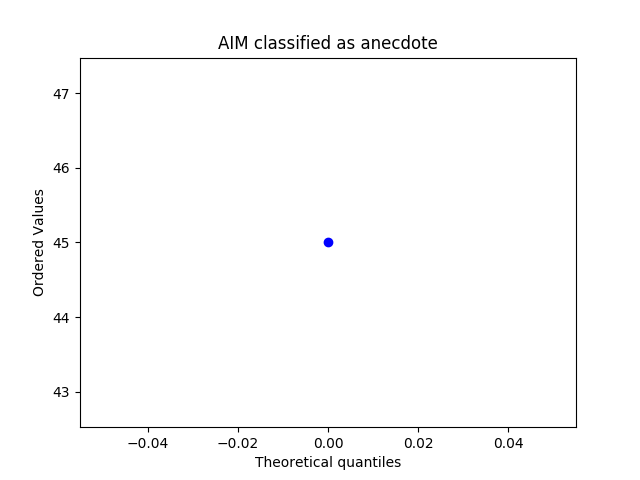 AIM classified as anecdote
47
46
45
44
43
Ordered Values
−0.04 −0.02 0.00 0.02 0.04
Theoretical quantiles